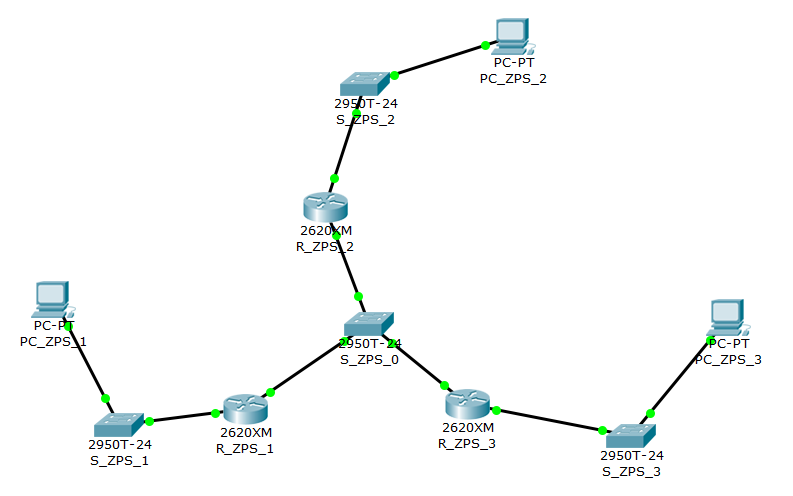 PC-PT
PC_ZPS_2
2950T-24
S_ZPS_2
2620XM
R_ZPS_2
PC-PT
PC_ZPS_1
2950T-24
S_ZPS_0
PC-PT
PC_ZPS_3
2620XM
R_ZPS_1
2620XM
R_ZPS_3
2950T-24
S_ZPS_1
2950T-24
S_ZPS_3